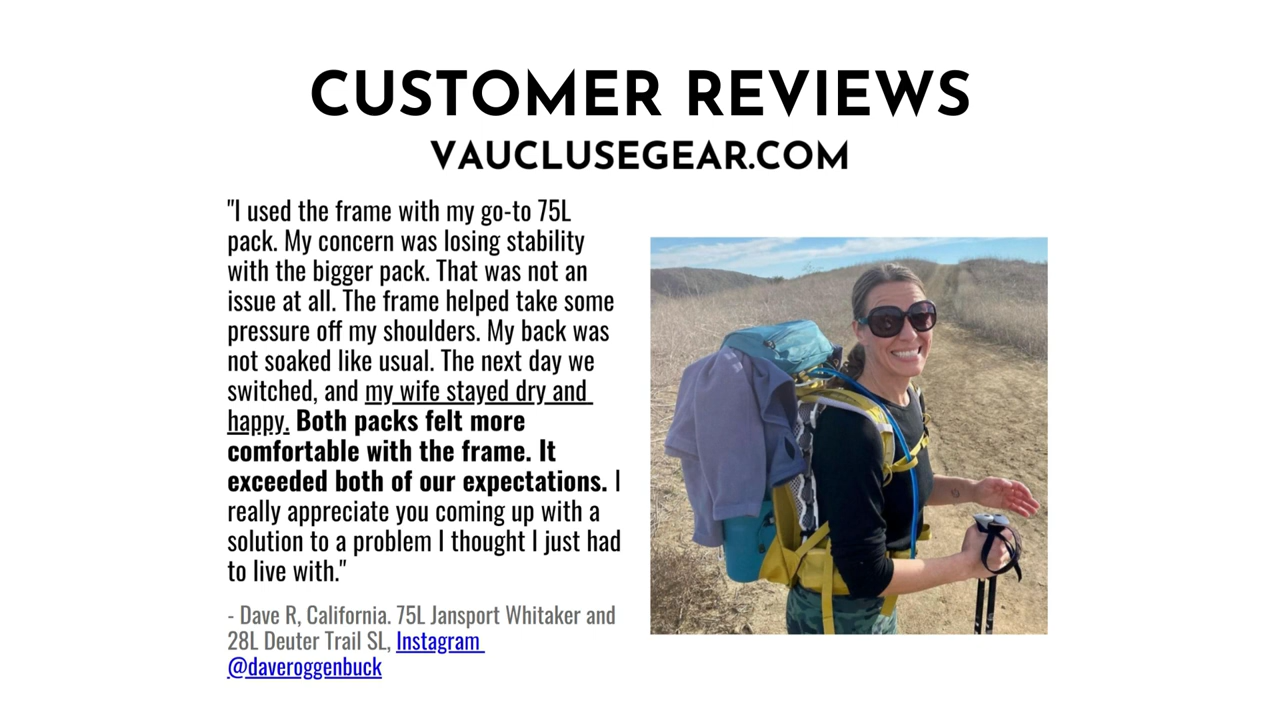 CUSTOMER REVIEWS
VAUCLUSEGEAR.COM
"I used the frame with my go-to 75L
pack. My concern was losing stability
with the bigger pack. That was not an
issue at all. The frame helped take some
pressure off my shoulders. My back was
not soaked like usual. The next day we
switched, and my wife stayed dry and
happy. Both packs felt more
comfortable with the frame. It
exceeded both of our expectations. I
really appreciate you coming up with a
solution to a problem I thought I just had
to live with."
- Dave R, California. 75L Jansport Whitaker and
28L Deuter Trail SL, Instagram
@daveroggenbuck